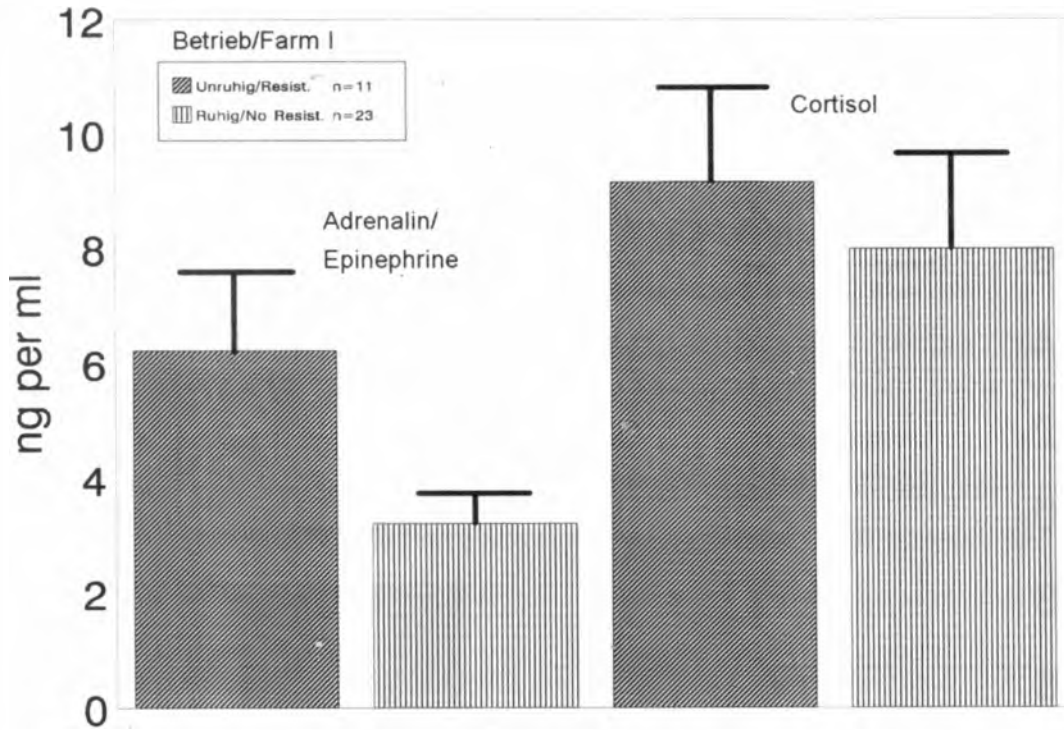 12
Betrieb/Farm I
Unruhig/Resist. n=11
Ruhig/No Resist. n=23
10
Cortisol
Adrenalin/
Epinephrine
8
6
4
2
0
ng per ml